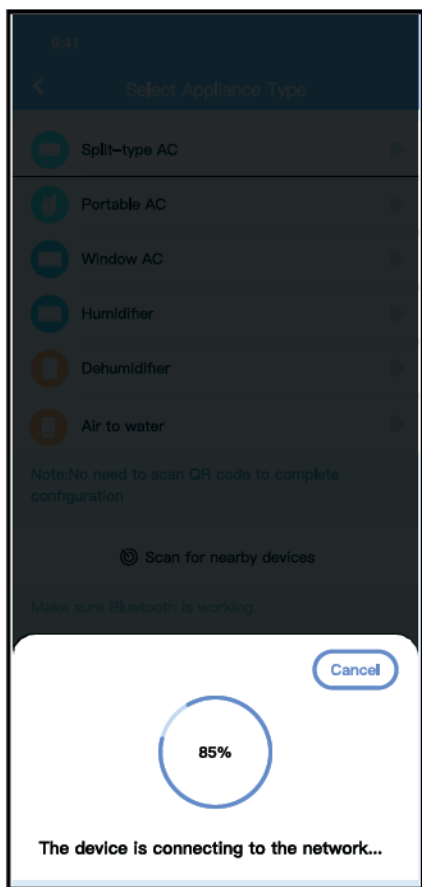 9:41
Select Appliance Type
Split-type AC
Portable AC
Window AC
Humidifier
Dehumidifier
Air to water
Note:No need to scan QR code to complete
configuration
Scan for nearby devices
Make sure Bluetooth is working.
Cancel
85%
The device is connecting to the network...